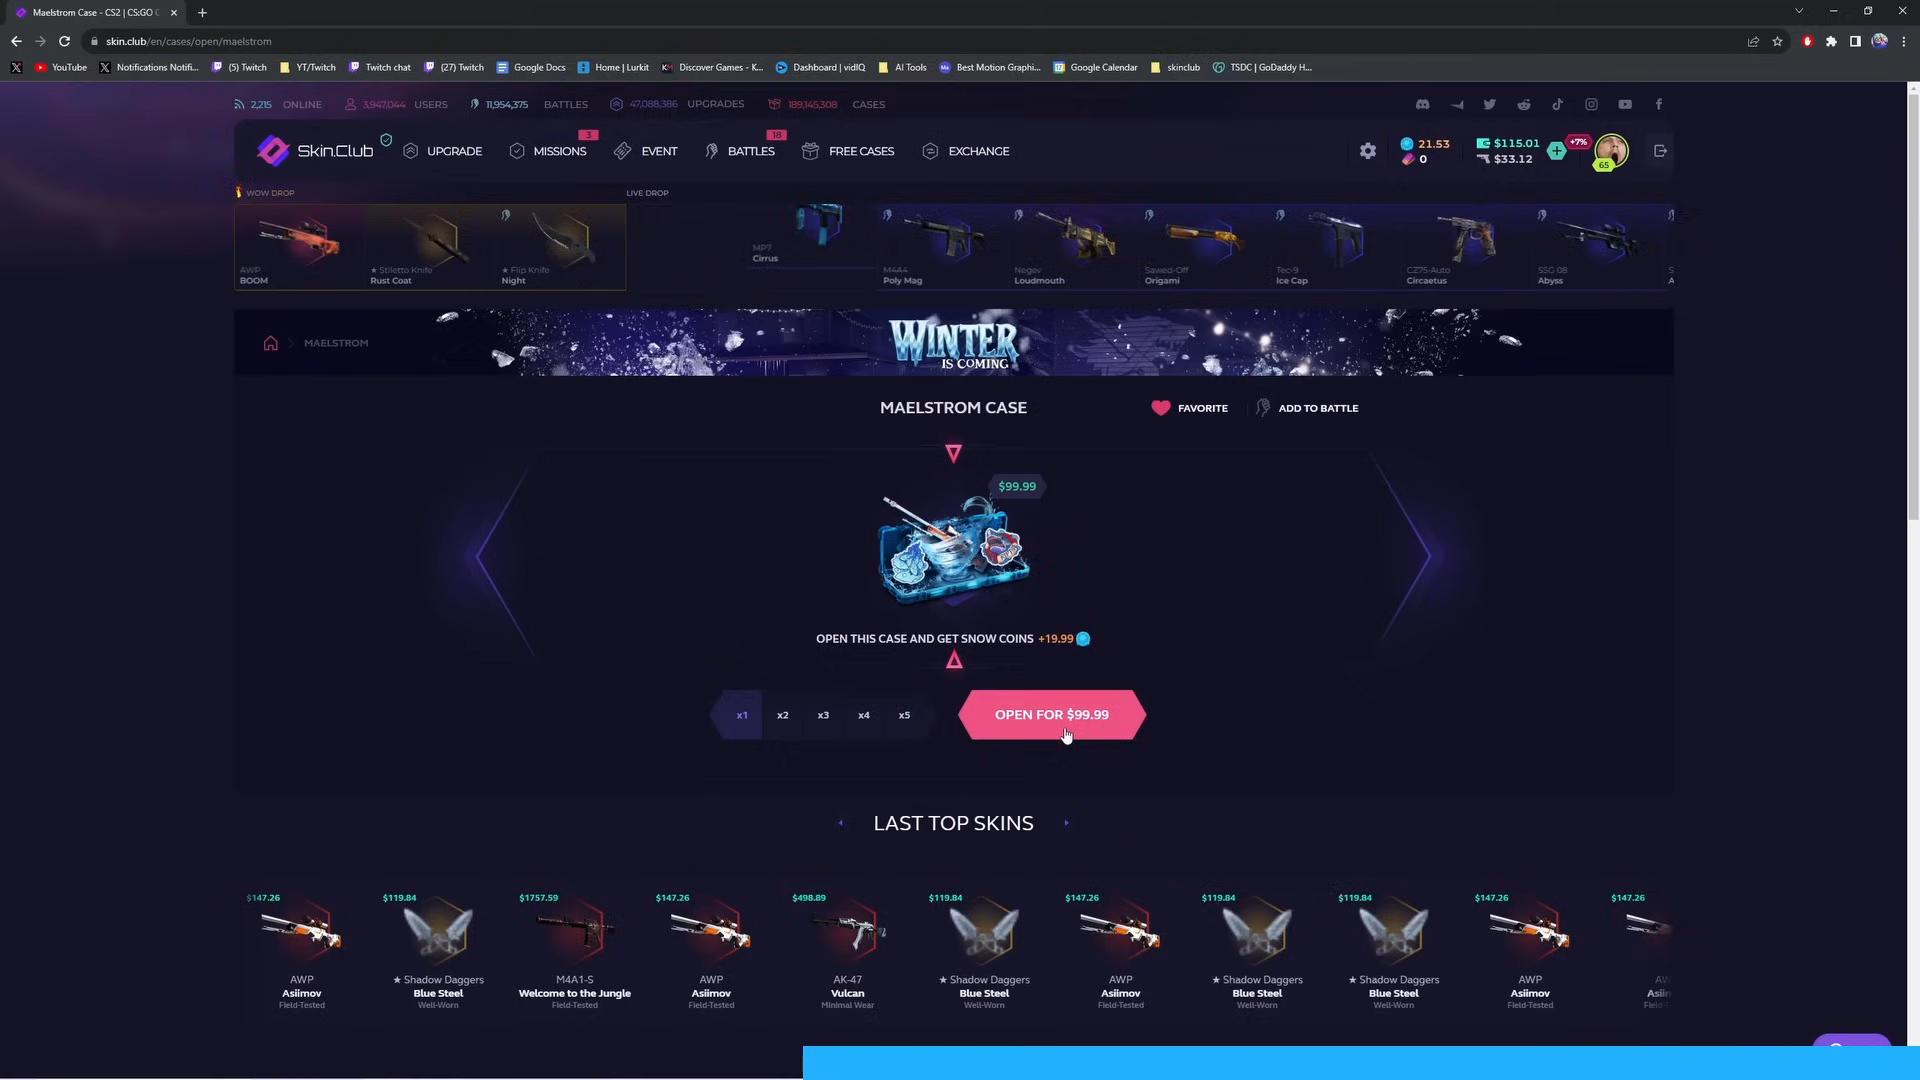 Maelstrom Case - CS2 | CS:GO C
skin.club/en/cases/open/maelstrom
YouTube Notifications Notifi... (5) Twitch YT/Twitch Twitch chat (27) Twitch Google Docs Home | Lurkit Discover Games - K... Dashboard | vidIQ AI Tools Best Motion Graphi... Google Calendar skinclub TSDC | GoDaddy H...
2,215 ONLINE 3,947,044 USERS 11,954,375 BATTLES 47,088,386 UPGRADES 189,145,308 CASES
Skin.Club UPGRADE 3 MISSIONS EVENT 18 BATTLES FREE CASES EXCHANGE
21.53 $115.01 +7%
0 $33.12 65
WOW DROP LIVE DROP
AWP
BOOM
★ Stiletto Knife
Rust Coat
★ Flip Knife
Night
MP7
Cirrus
M4A4
Poly Mag
Negev
Loudmouth
Sawed-Off
Origami
Tec-9
Ice Cap
CZ75-Auto
Circaetus
SSG 08
Abyss
MAELSTROM
WINTER
IS COMING
MAELSTROM CASE
FAVORITE ADD TO BATTLE
$99.99
OPEN THIS CASE AND GET SNOW COINS +19.99
x1 x2 x3 x4 x5 OPEN FOR $99.99
LAST TOP SKINS
$147.26 $119.84 $1757.59 $147.26 $498.89 $119.84 $147.26 $119.84 $119.84 $147.26 $147.26
AWP ★ Shadow Daggers M4A1-S AWP AK-47 ★ Shadow Daggers AWP ★ Shadow Daggers ★ Shadow Daggers AWP
Asiimov Blue Steel Welcome to the Jungle Asiimov Vulcan Blue Steel Asiimov Blue Steel Blue Steel Asiimov
Field-Tested Well-Worn Field-Tested Field-Tested Minimal Wear Well-Worn Field-Tested Well-Worn Well-Worn Field-Tested